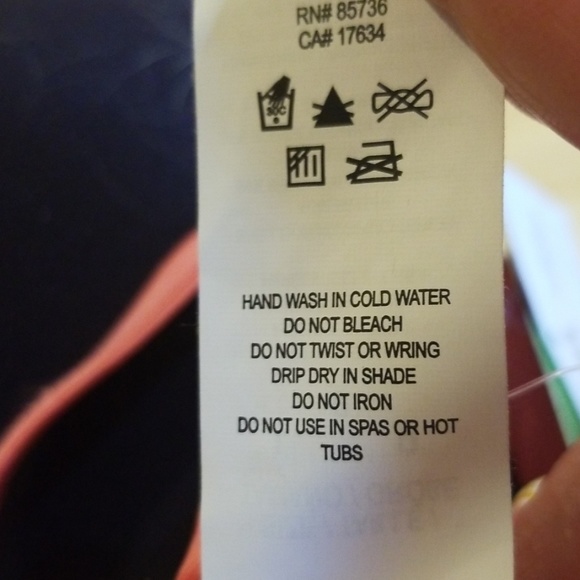 RN# 85736
CA# 17634
30C
HAND WASH IN COLD WATER
DO NOT BLEACH
DO NOT TWIST OR WRING
DRIP DRY IN SHADE
DO NOT IRON
DO NOT USE IN SPAS OR HOT
TUBS